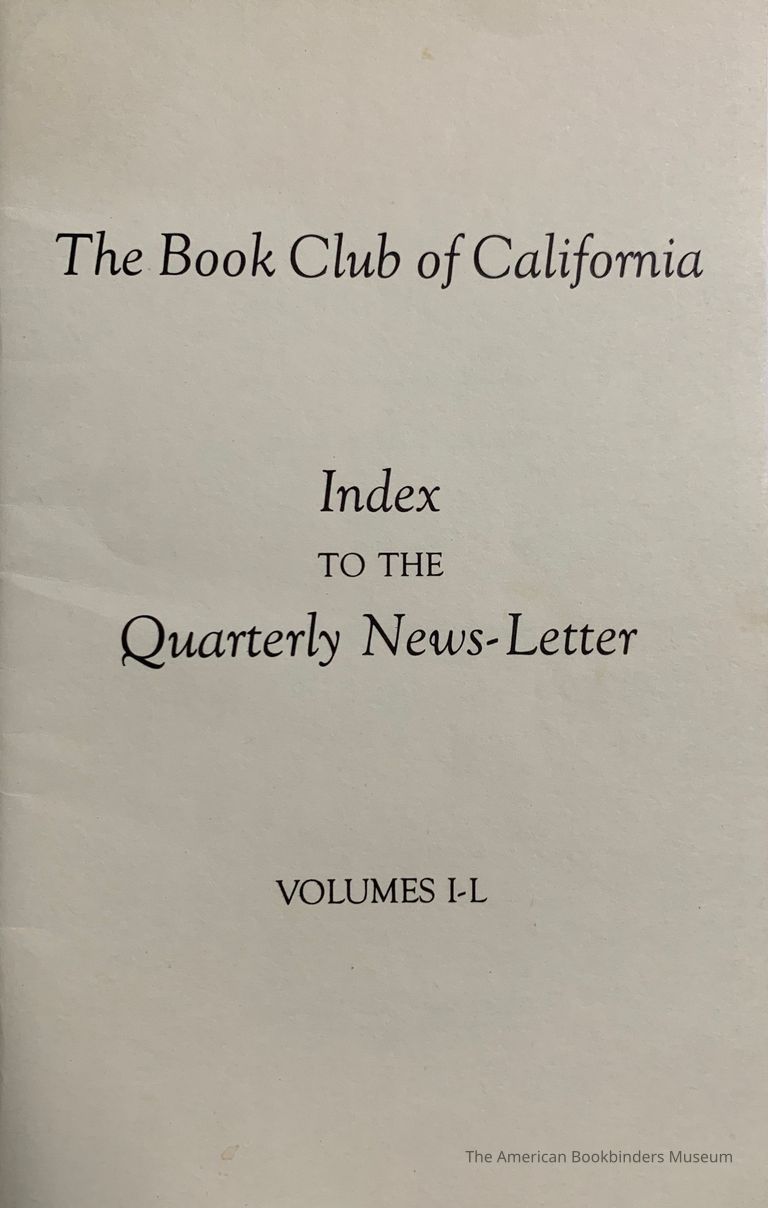 The Book Club of California
Index
TO THE
Quarterly News-Letter
VOLUMES I-L
The American Bookbinders Museum